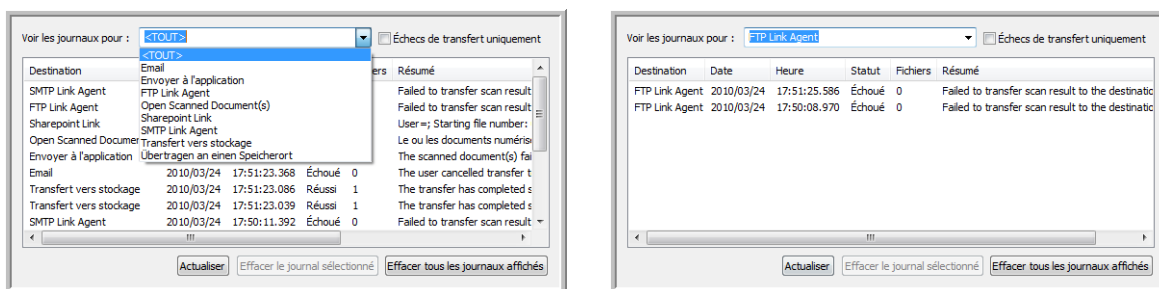 Voir les journaux pour : <TOUT> Échecs de transfert uniquement
<TOUT>
Email
Envoyer à l'application
FTP Link Agent
Open Scanned Document(s)
Sharepoint Link
SMTP Link Agent
Transfert vers stockage
Übertragen an einen Speicherort
Destination ers Résumé
SMTP Link Agent Failed to transfer scan result
FTP Link Agent Failed to transfer scan result
Sharepoint Link User=; Starting file number:
Open Scanned Documer Le ou les documents numéris
Envoyer à l'application The scanned document(s) fai
Email 2010/03/24 17:51:23.368 Échoué 0 The user cancelled transfer t
Transfert vers stockage 2010/03/24 17:51:23.086 Réussi 1 The transfer has completed s
Transfert vers stockage 2010/03/24 17:51:23.039 Réussi 1 The transfer has completed s
SMTP Link Agent 2010/03/24 17:50:11.392 Échoué 0 Failed to transfer scan result
Actualiser Effacer le journal sélectionné Effacer tous les journaux affichés
Voir les journaux pour : FTP Link Agent Échecs de transfert uniquement
Destination Date Heure Statut Fichiers Résumé
FTP Link Agent 2010/03/24 17:51:25.586 Échoué 0 Failed to transfer scan result to the destinatic
FTP Link Agent 2010/03/24 17:50:08.970 Échoué 0 Failed to transfer scan result to the destinatic
Actualiser Effacer le journal sélectionné Effacer tous les journaux affichés